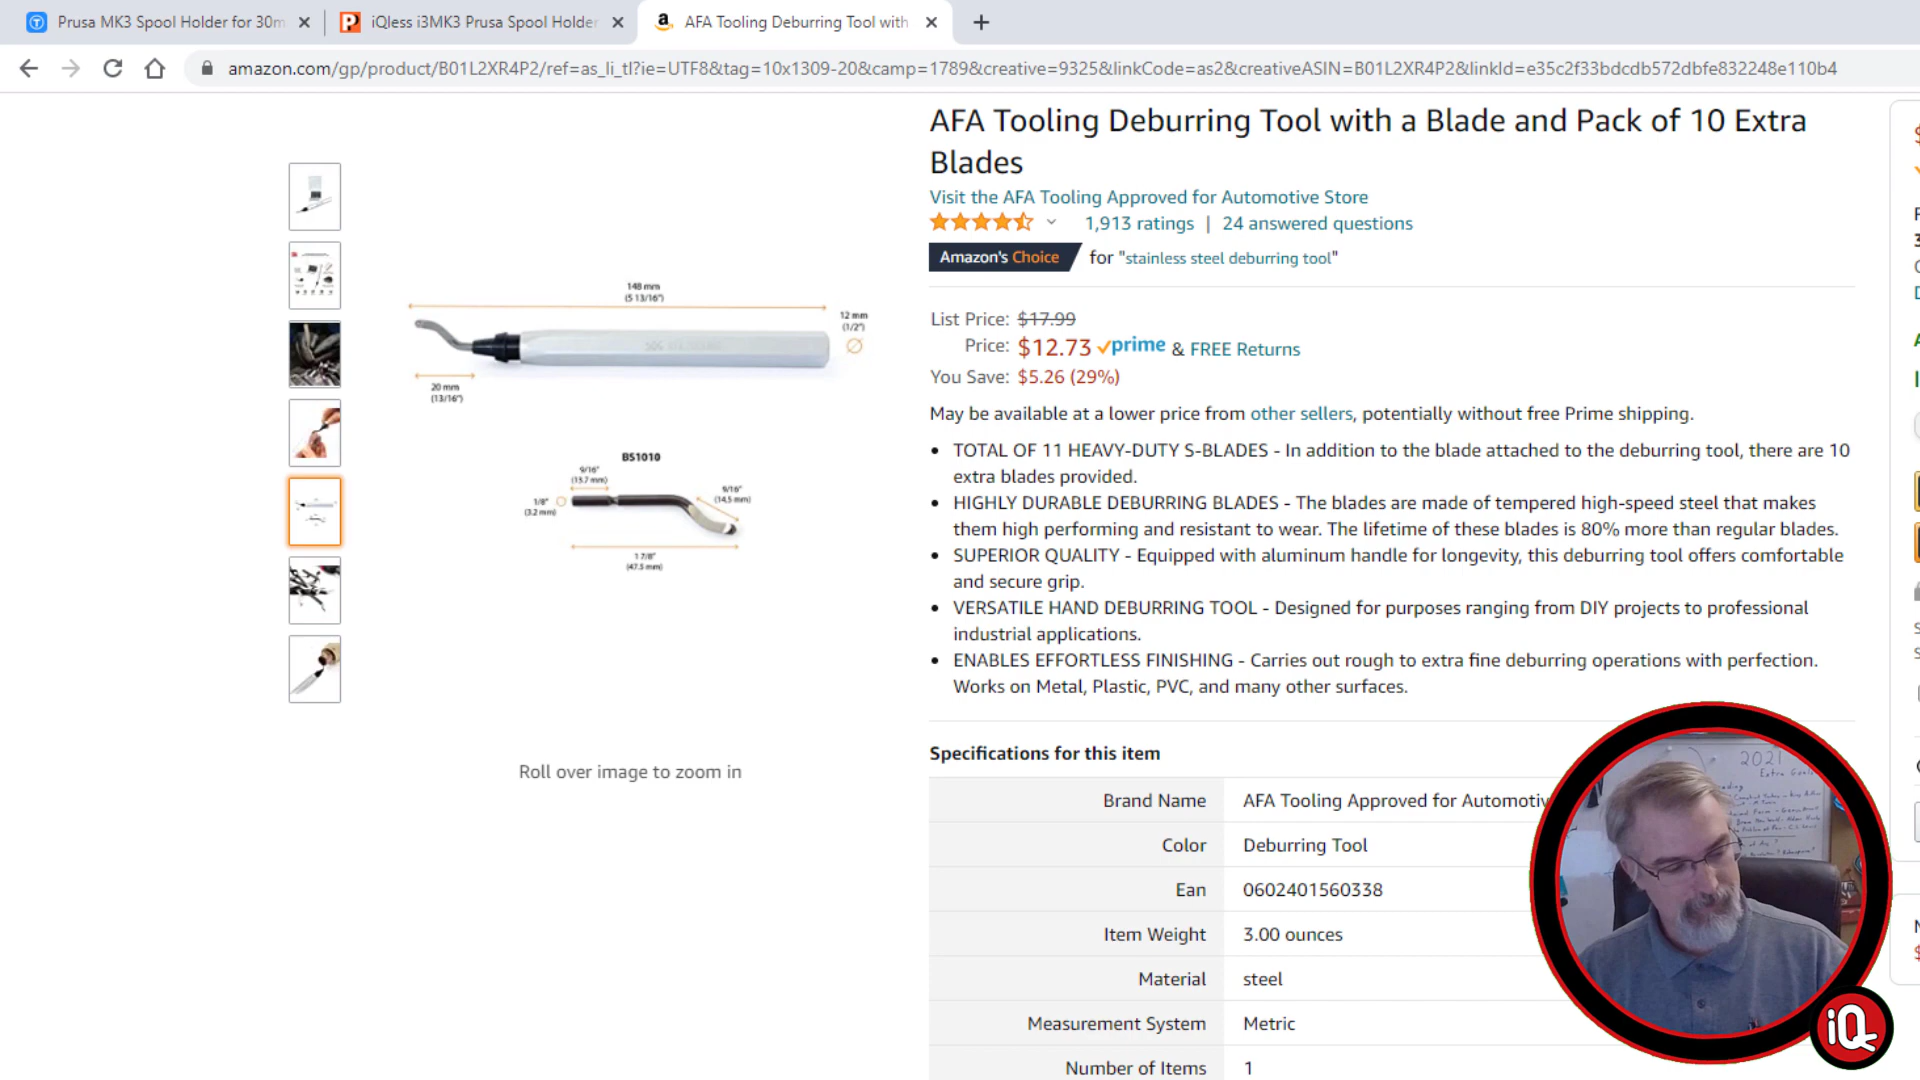 Prusa MK3 Spool Holder for 30m
iQless i3MK3 Prusa Spool Holder
AFA Tooling Deburring Tool with
amazon.com/gp/product/B01L2XR4P2/ref=as_li_tl?ie=UTF8&tag=10x1309-20&camp=1789&creative=9325&linkCode=as2&creativeASIN=B01L2XR4P2&linkId=e35c2f33bdcdb572dbfe832248e110b4
AFA Tooling Deburring Tool with a Blade and Pack of 10 Extra
Blades
Visit the AFA Tooling Approved for Automotive Store
1,913 ratings | 24 answered questions
Amazon's Choice for "stainless steel deburring tool"
List Price: $17.99
Price: $12.73 prime & FREE Returns
You Save: $5.26 (29%)
May be available at a lower price from other sellers, potentially without free Prime shipping.
• TOTAL OF 11 HEAVY-DUTY S-BLADES - In addition to the blade attached to the deburring tool, there are 10
extra blades provided.
• HIGHLY DURABLE DEBURRING BLADES - The blades are made of tempered high-speed steel that makes
them high performing and resistant to wear. The lifetime of these blades is 80% more than regular blades.
• SUPERIOR QUALITY - Equipped with aluminum handle for longevity, this deburring tool offers comfortable
and secure grip.
• VERSATILE HAND DEBURRING TOOL - Designed for purposes ranging from DIY projects to professional
industrial applications.
• ENABLES EFFORTLESS FINISHING - Carries out rough to extra fine deburring operations with perfection.
Works on Metal, Plastic, PVC, and many other surfaces.
Specifications for this item
Brand Name AFA Tooling Approved for Automotiv
Color Deburring Tool
Ean 0602401560338
Item Weight 3.00 ounces
Material steel
Measurement System Metric
Number of Items 1
148 mm
(5 13/16")
12 mm
(1/2")
20 mm
(13/16")
BS1010
9/16"
(13.7 mm)
9/16"
(14.5 mm)
1/8"
(3.2 mm)
1 7/8"
(47.5 mm)
Roll over image to zoom in
2021
Extra Goals
iQ